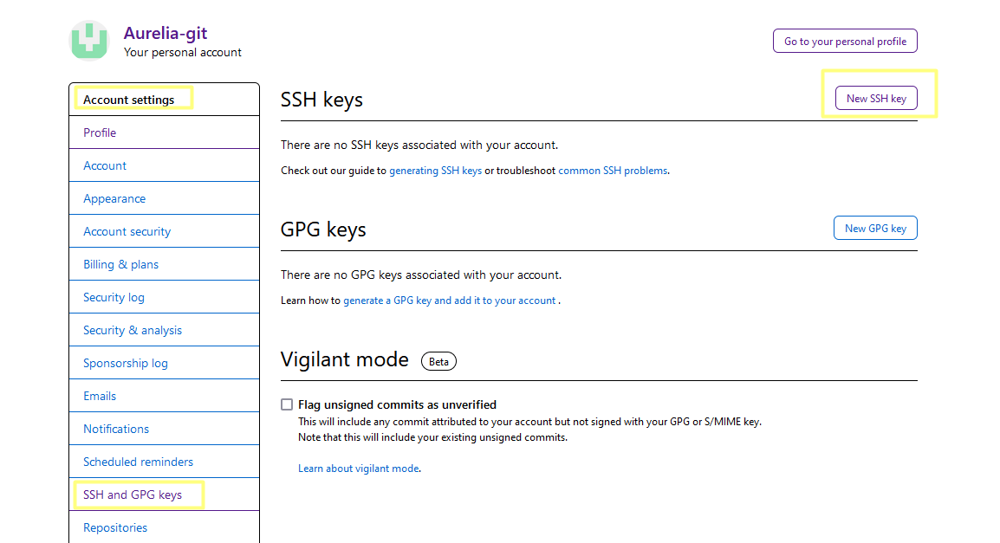 Aurelia-git
Your personal account
Go to your personal profile
Account settings
Profile
Account
Appearance
Account security
Billing & plans
Security log
Security & analysis
Sponsorship log
Emails
Notifications
Scheduled reminders
SSH and GPG keys
Repositories
SSH keys
New SSH key
There are no SSH keys associated with your account.
Check out our guide to generating SSH keys or troubleshoot common SSH problems.
GPG keys
New GPG key
There are no GPG keys associated with your account.
Learn how to generate a GPG key and add it to your account .
Vigilant mode Beta
Flag unsigned commits as unverified
This will include any commit attributed to your account but not signed with your GPG or S/MIME key.
Note that this will include your existing unsigned commits.
Learn about vigilant mode.